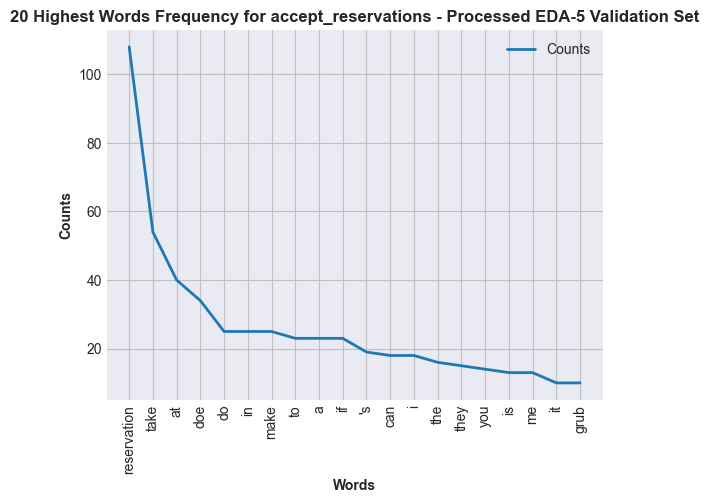 20 Highest Words Frequency for accept_reservations - Processed EDA-5 Validation Set
Counts
100
80
60
40
20
Counts
reservation
take
at
doe
do
in
make
to
a
if
's
can
i
the
they
you
is
me
it
grub
Words